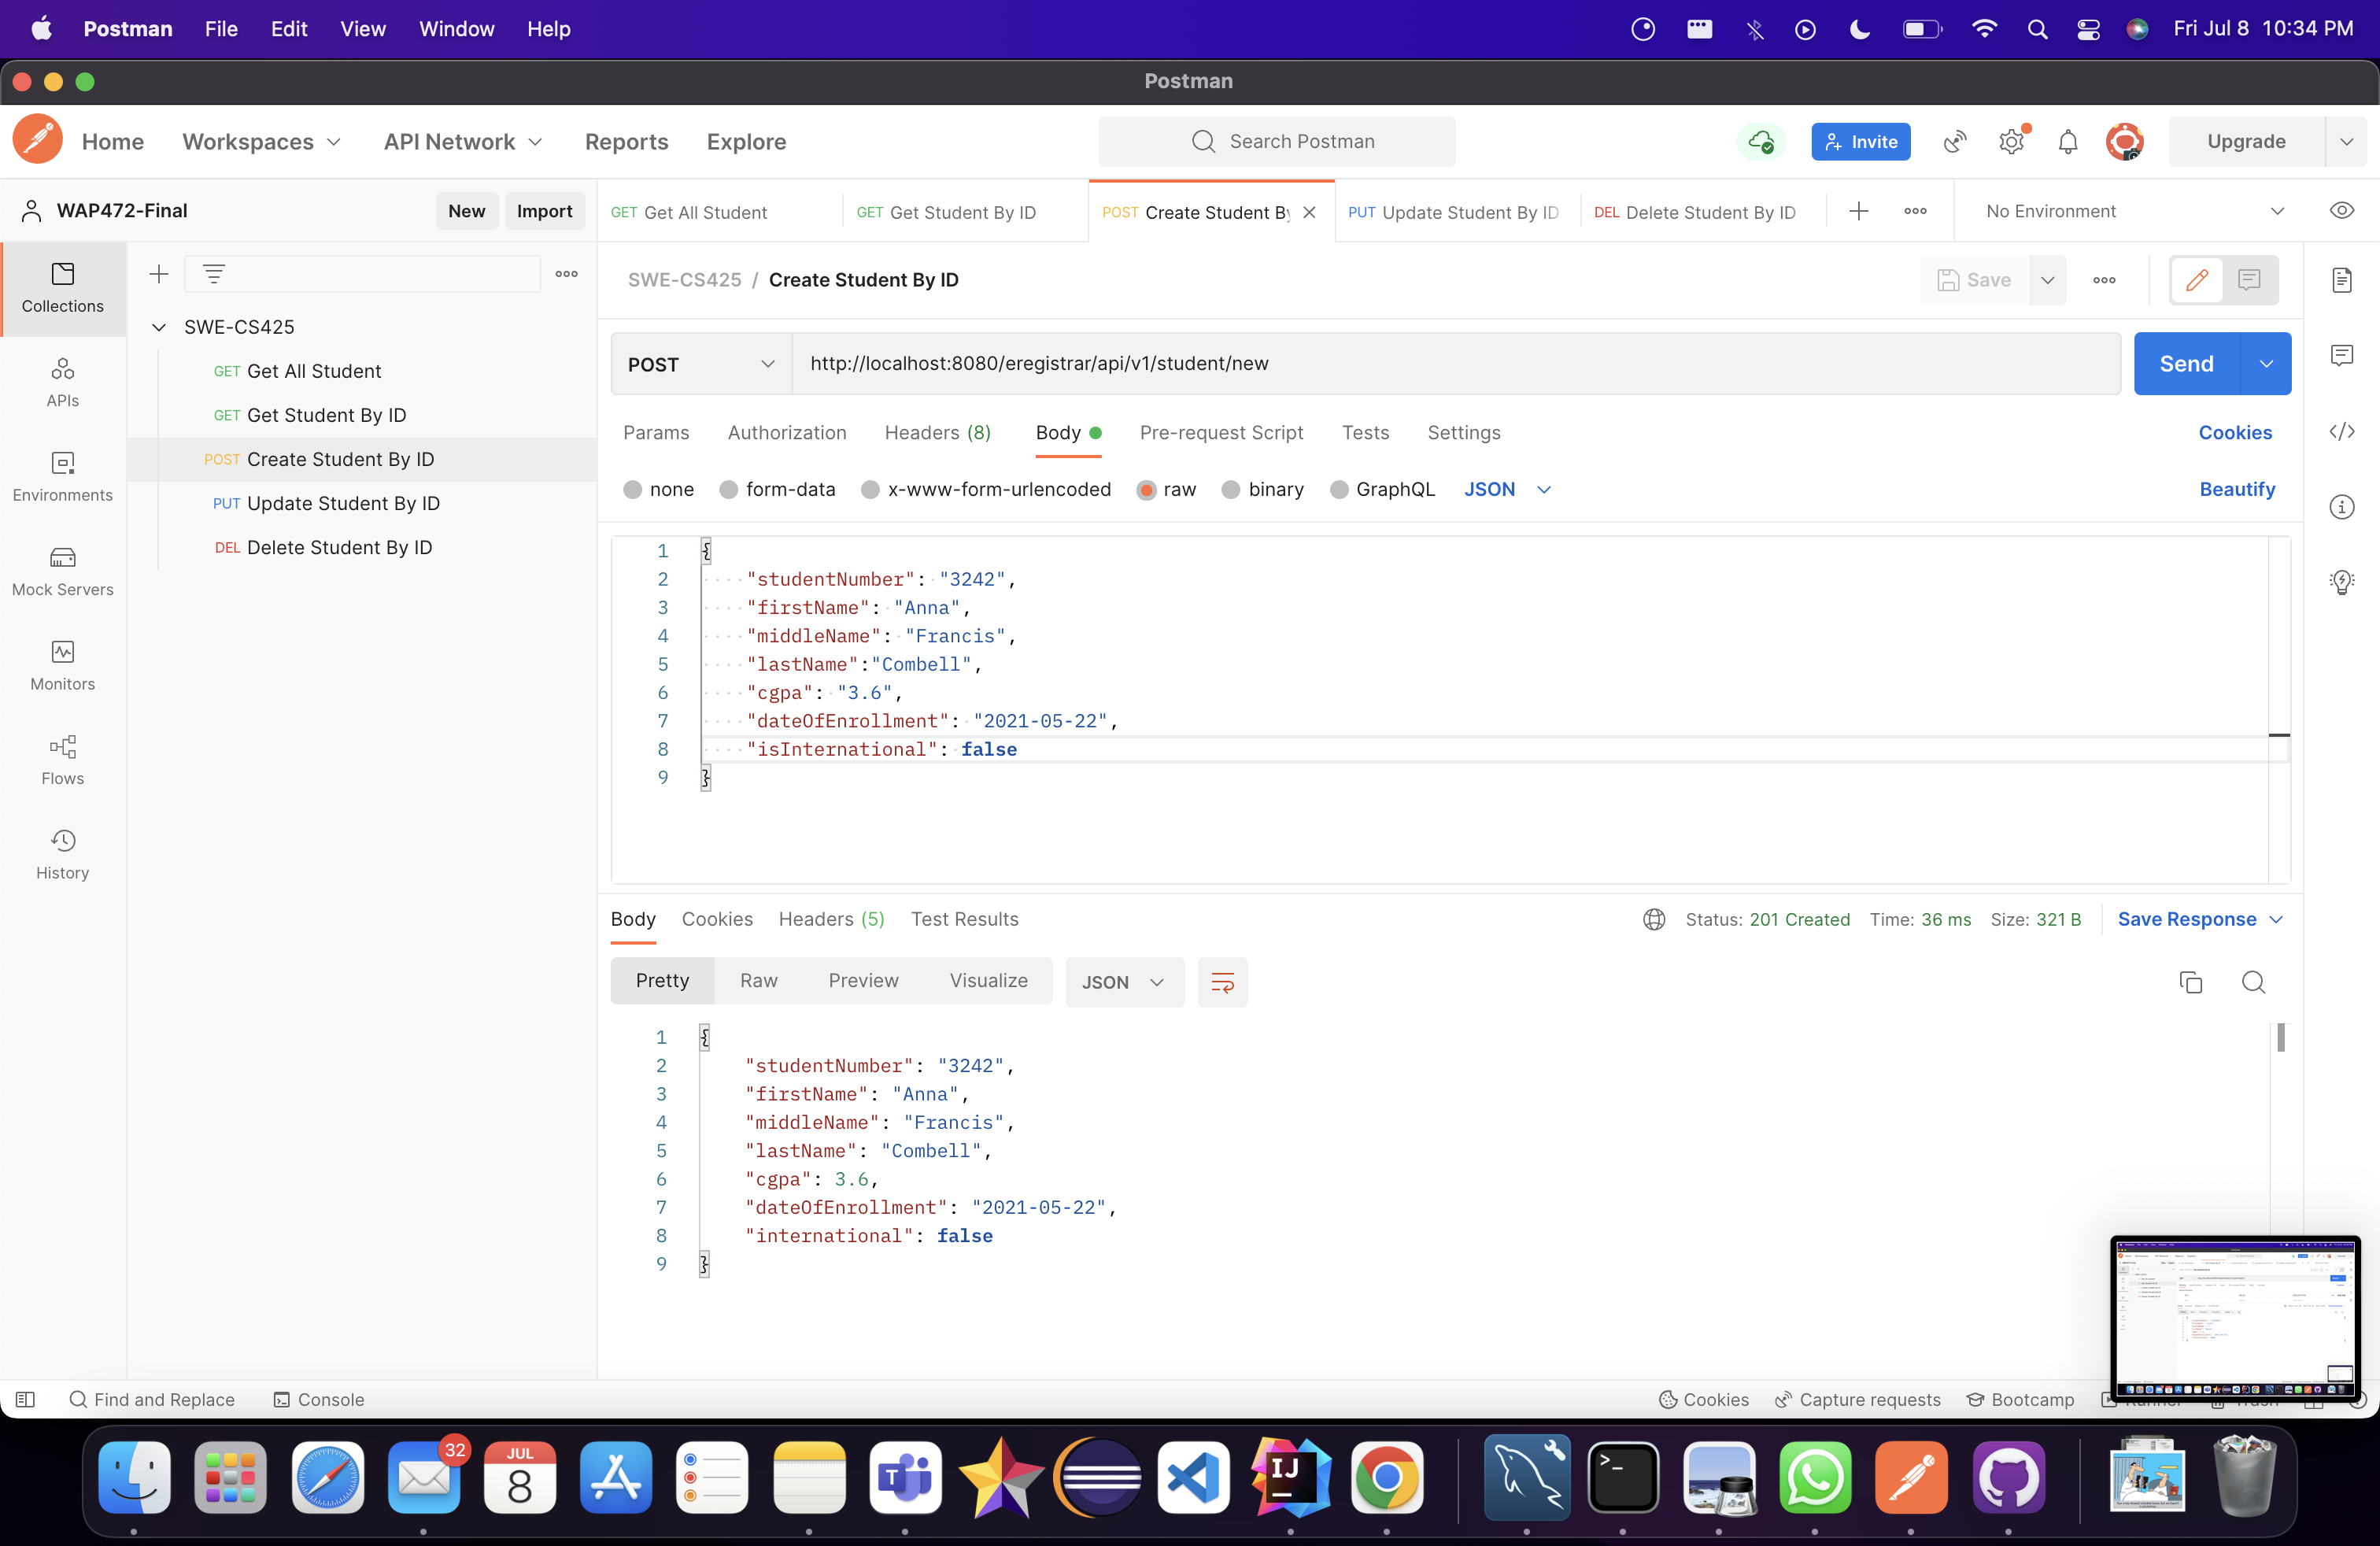 Postman File Edit View Window Help Fri Jul 8 10:34 PM
Postman
Home Workspaces API Network Reports Explore Search Postman Invite Upgrade
WAP472-Final New Import GET Get All Student GET Get Student By ID POST Create Student By PUT Update Student By ID DEL Delete Student By ID No Environment
Collections
APIs
Environments
Mock Servers
Monitors
Flows
History
SWE-CS425
GET Get All Student
GET Get Student By ID
POST Create Student By ID
PUT Update Student By ID
DEL Delete Student By ID
SWE-CS425 / Create Student By ID Save
POST http://localhost:8080/eregistrar/api/v1/student/new Send
Params Authorization Headers (8) Body Pre-request Script Tests Settings Cookies
none form-data x-www-form-urlencoded raw binary GraphQL JSON Beautify
1 {
2 "studentNumber": "3242",
3 "firstName": "Anna",
4 "middleName": "Francis",
5 "lastName":"Combell",
6 "cgpa": "3.6",
7 "dateOfEnrollment": "2021-05-22",
8 "isInternational": false
9 }
Body Cookies Headers (5) Test Results Status: 201 Created Time: 36 ms Size: 321 B Save Response
Pretty Raw Preview Visualize JSON
1 {
2 "studentNumber": "3242",
3 "firstName": "Anna",
4 "middleName": "Francis",
5 "lastName": "Combell",
6 "cgpa": 3.6,
7 "dateOfEnrollment": "2021-05-22",
8 "international": false
9 }
Find and Replace Console Cookies Capture requests Bootcamp Runner Trash
32 JUL 8 T IJ >_